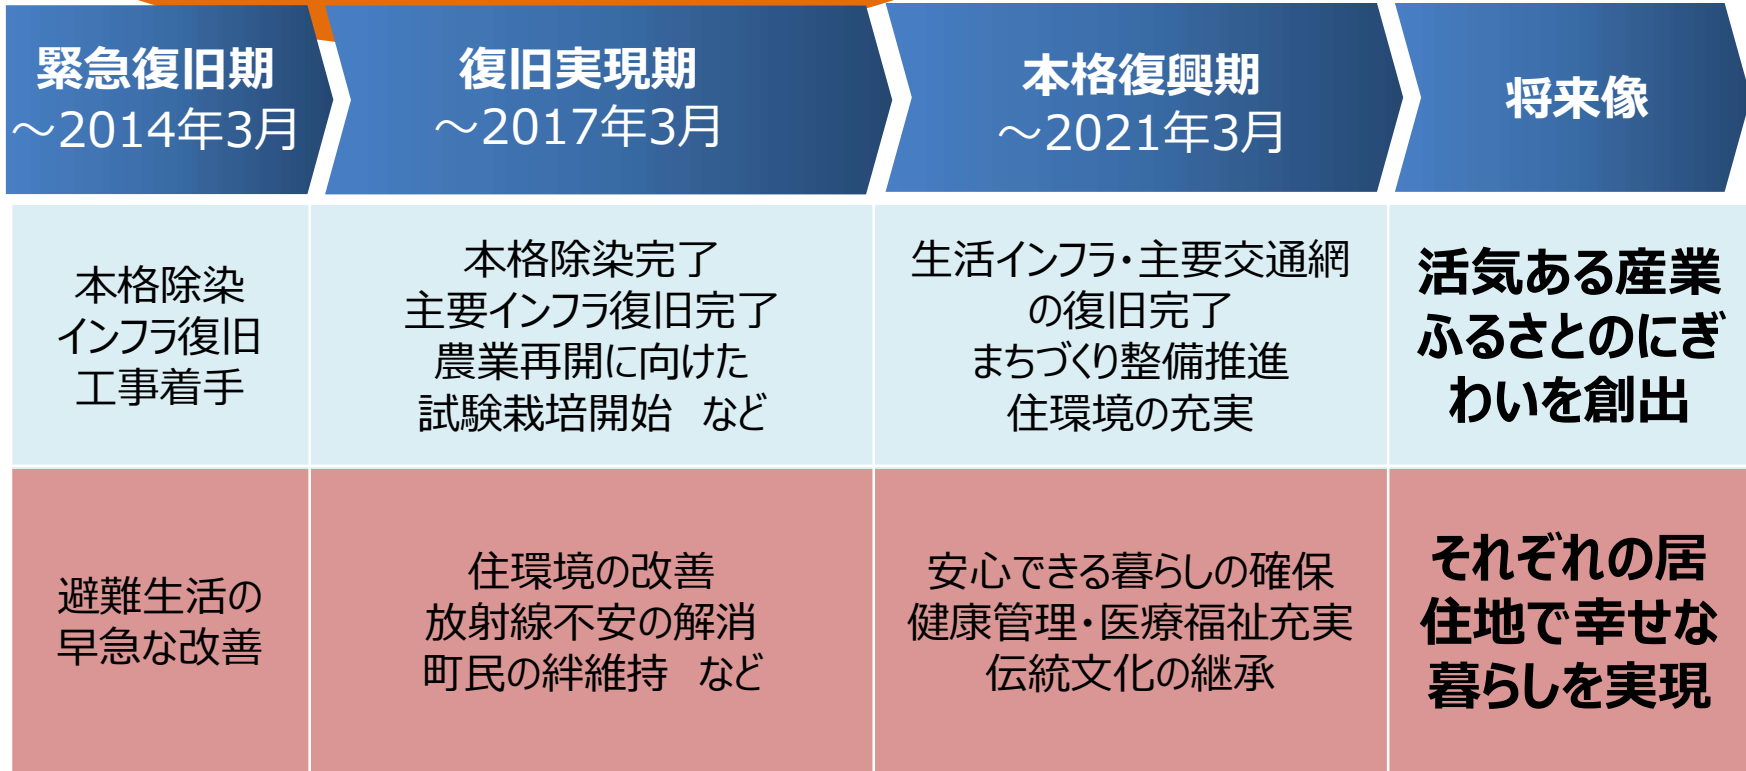 緊急復旧期
～2014年3月
復旧実現期
～2017年3月
本格復興期
～2021年3月
将来像
本格除染
インフラ復旧
工事着手
本格除染完了
主要インフラ復旧完了
農業再開に向けた
試験栽培開始　など
生活インフラ・主要交通網
の復旧完了
まちづくり整備推進
住環境の充実
活気ある産業
ふるさとのにぎ
わいを創出
避難生活の
早急な改善
住環境の改善
放射線不安の解消
町民の絆維持　など
安心できる暮らしの確保
健康管理・医療福祉充実
伝統文化の継承
それぞれの居
住地で幸せな
暮らしを実現